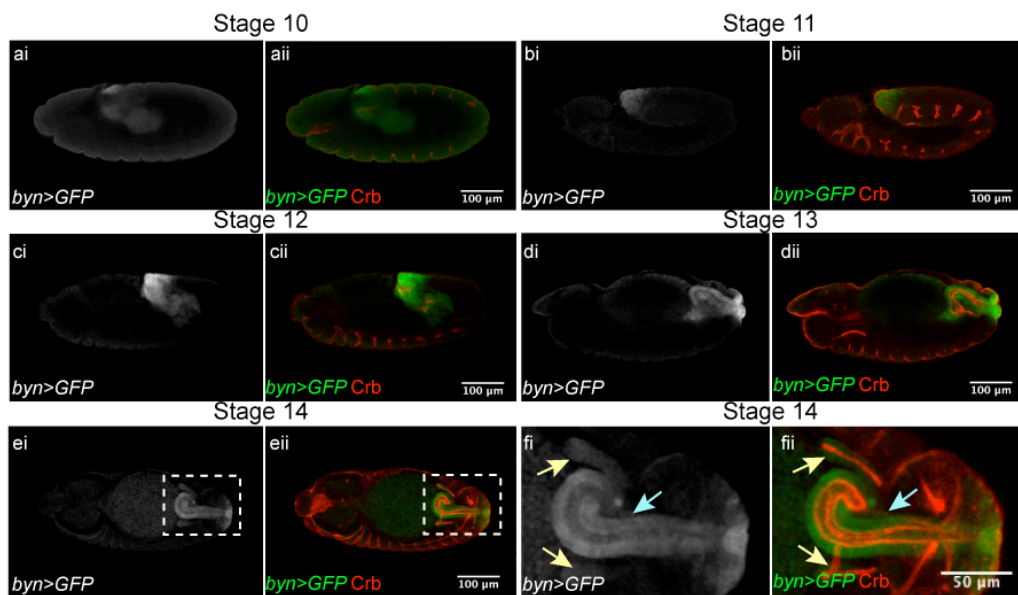 Stage 10 Stage 11
ai aii bi bii
byn>GFP byn>GFP Crb 100 µm byn>GFP byn>GFP Crb 100 µm
Stage 12 Stage 13
ci cii di dii
byn>GFP byn>GFP Crb 100 µm byn>GFP byn>GFP Crb 100 µm
Stage 14 Stage 14
ei eii fi fii
byn>GFP byn>GFP Crb 100 µm byn>GFP byn>GFP Crb 50 µm